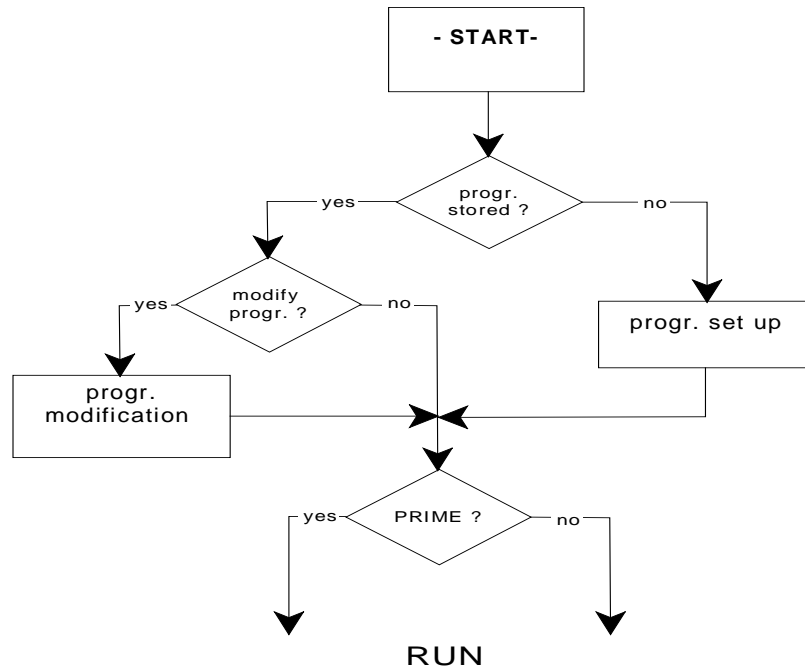 - START-
progr.
stored ?
yes
no
modify
progr. ?
yes
no
progr. set up
progr.
modification
PRIME ?
yes
no
RUN